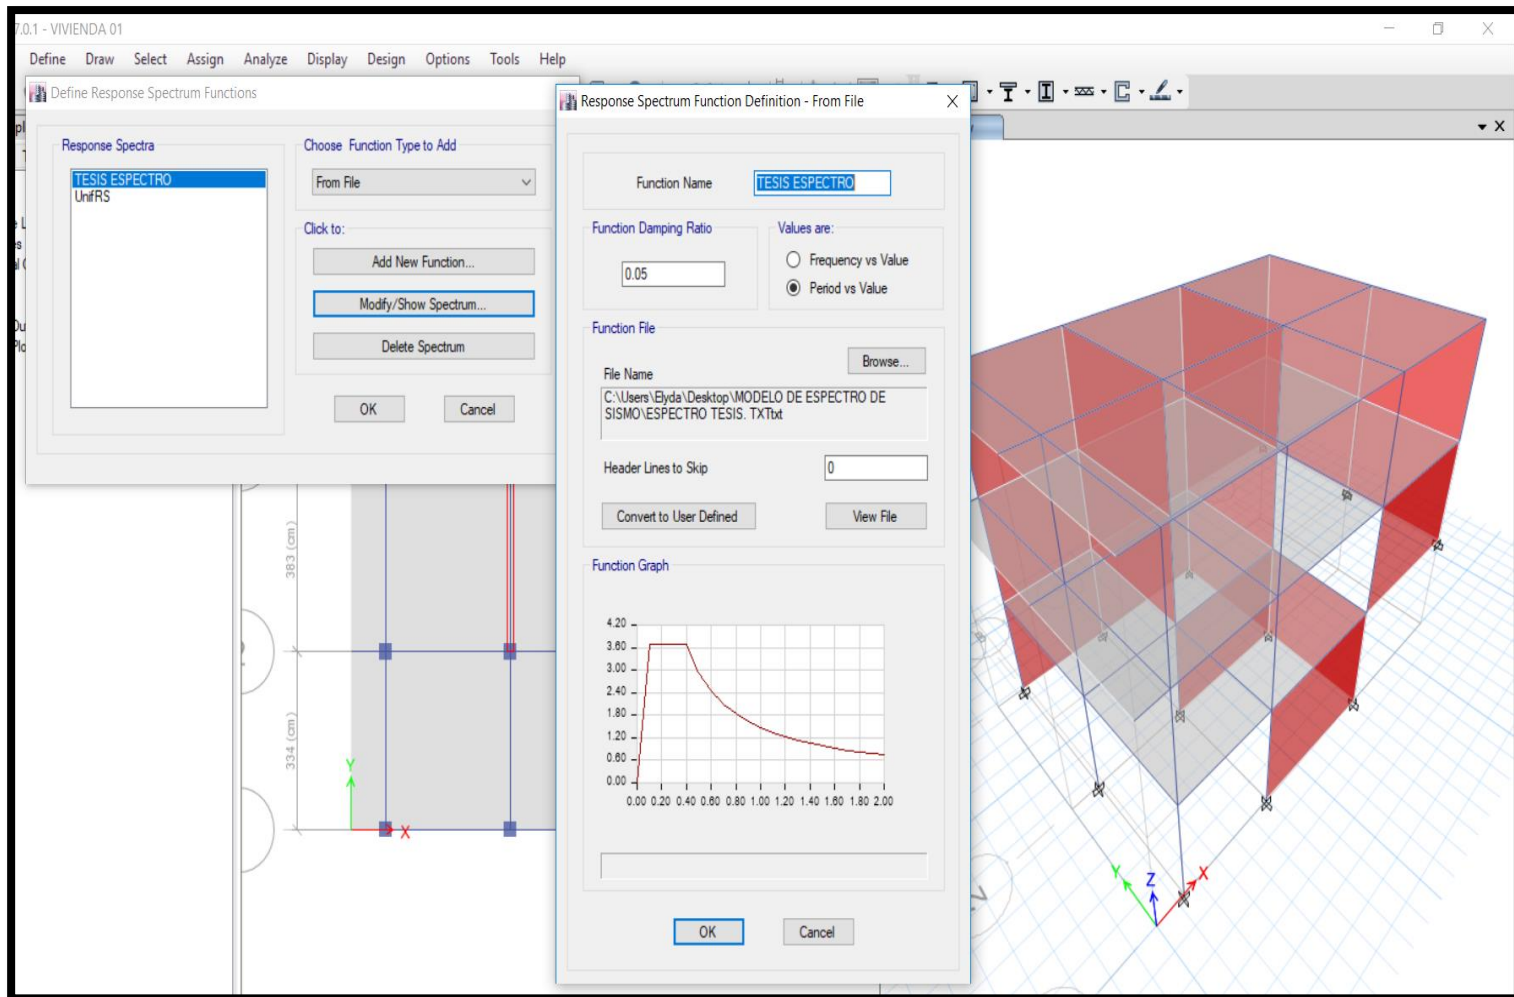 7.0.1 - VIVIENDA 01
Define Draw Select Assign Analyze Display Design Options Tools Help
Define Response Spectrum Functions
Response Spectra
TESIS ESPECTRO
UnifRS
Choose Function Type to Add
From File
Click to:
Add New Function...
Modify/Show Spectrum...
Delete Spectrum
OK Cancel
Response Spectrum Function Definition - From File
Function Name TESIS ESPECTRO
Function Damping Ratio
0.05
Values are:
Frequency vs Value
Period vs Value
Function File
Browse...
File Name
C:\Users\Elyda\Desktop\MODELO DE ESPECTRO DE
SISMO\ESPECTRO TESIS. TXTtxt
Header Lines to Skip 0
Convert to User Defined View File
Function Graph
4.20
3.60
3.00
2.40
1.80
1.20
0.60
0.00
0.00 0.20 0.40 0.60 0.80 1.00 1.20 1.40 1.60 1.80 2.00
OK Cancel
383 (cm)
334 (cm)
Y
X
Y
Z
X